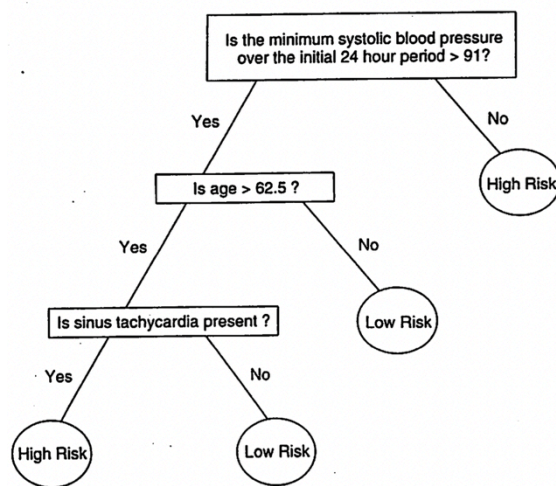 Is the minimum systolic blood pressure
over the initial 24 hour period > 91?
Yes
No
High Risk
Is age > 62.5 ?
Yes
No
Low Risk
Is sinus tachycardia present ?
Yes
No
High Risk
Low Risk